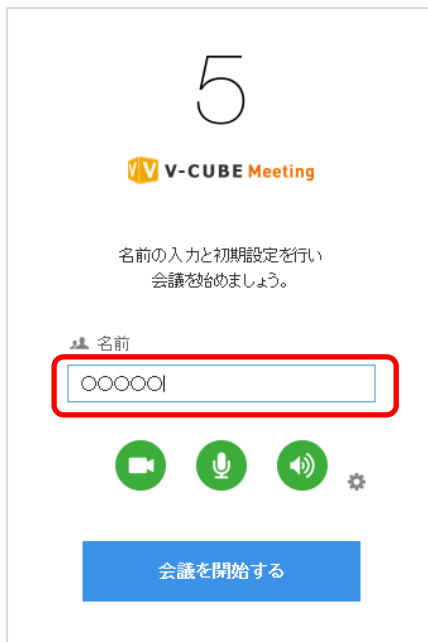 5
V-CUBE Meeting
名前の入力と初期設定を行い
会議を始めましょう。
名前
〇〇〇〇〇
会議を開始する